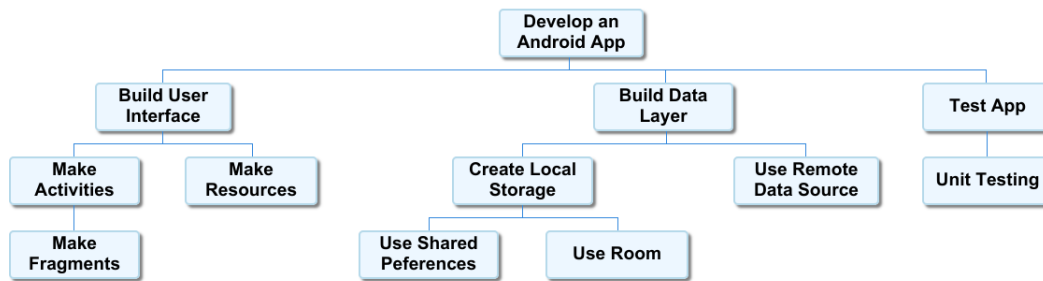 Develop an
Android App
Build User
Interface
Build Data
Layer
Test App
Make
Activities
Make
Resources
Create Local
Storage
Use Remote
Data Source
Unit Testing
Make
Fragments
Use Shared
Peferences
Use Room